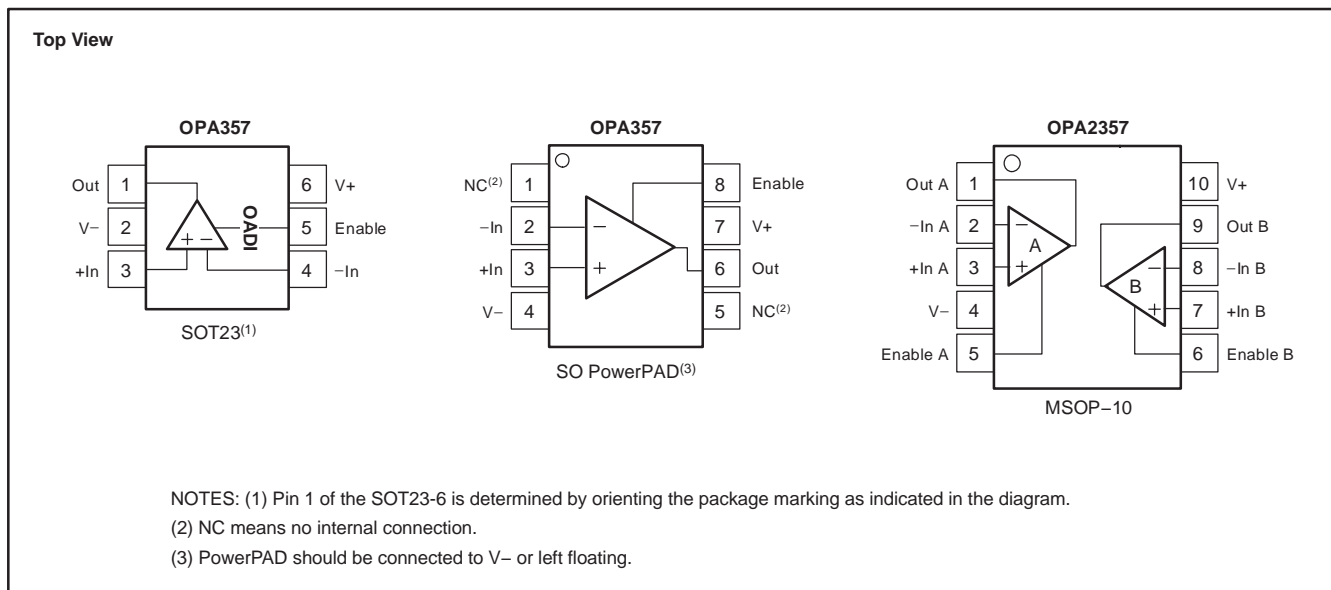 Top View
OPA357
Out 1
V− 2
+In 3
6 V+
5 Enable
4 −In
OADI
+ −
SOT23(1)
OPA357
NC(2) 1
−In 2
+In 3
V− 4
8 Enable
7 V+
6 Out
5 NC(2)
−
+
SO PowerPAD(3)
OPA2357
Out A 1
−In A 2
+In A 3
V− 4
Enable A 5
10 V+
9 Out B
8 −In B
7 +In B
6 Enable B
−
A
+
−
B
+
MSOP−10
NOTES: (1) Pin 1 of the SOT23-6 is determined by orienting the package marking as indicated in the diagram.
(2) NC means no internal connection.
(3) PowerPAD should be connected to V− or left floating.